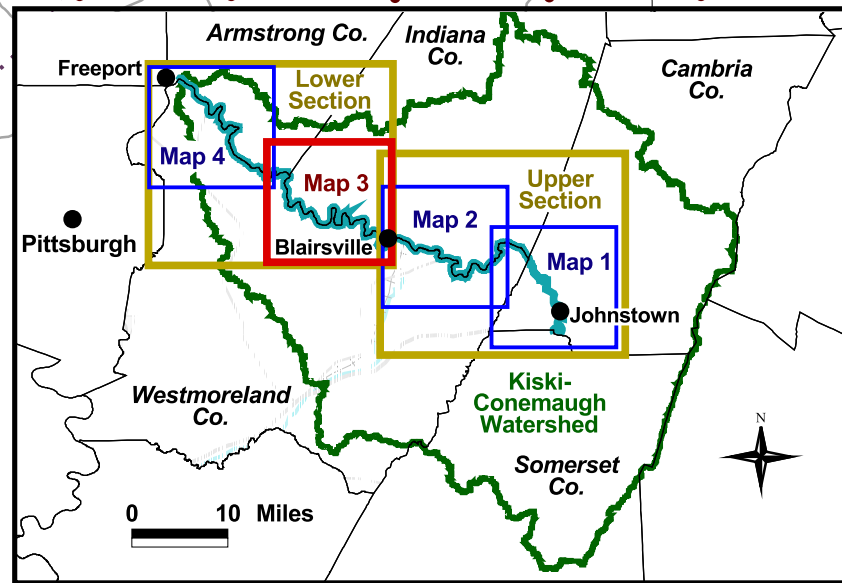 Armstrong Co.
Indiana
Co.
Cambria
Co.
Freeport
Lower
Section
Map 4
Map 3
Upper
Section
Map 2
Map 1
Pittsburgh
Blairsville
Johnstown
Westmoreland
Co.
Kiski-
Conemaugh
Watershed
Somerset
Co.
N
0 10 Miles